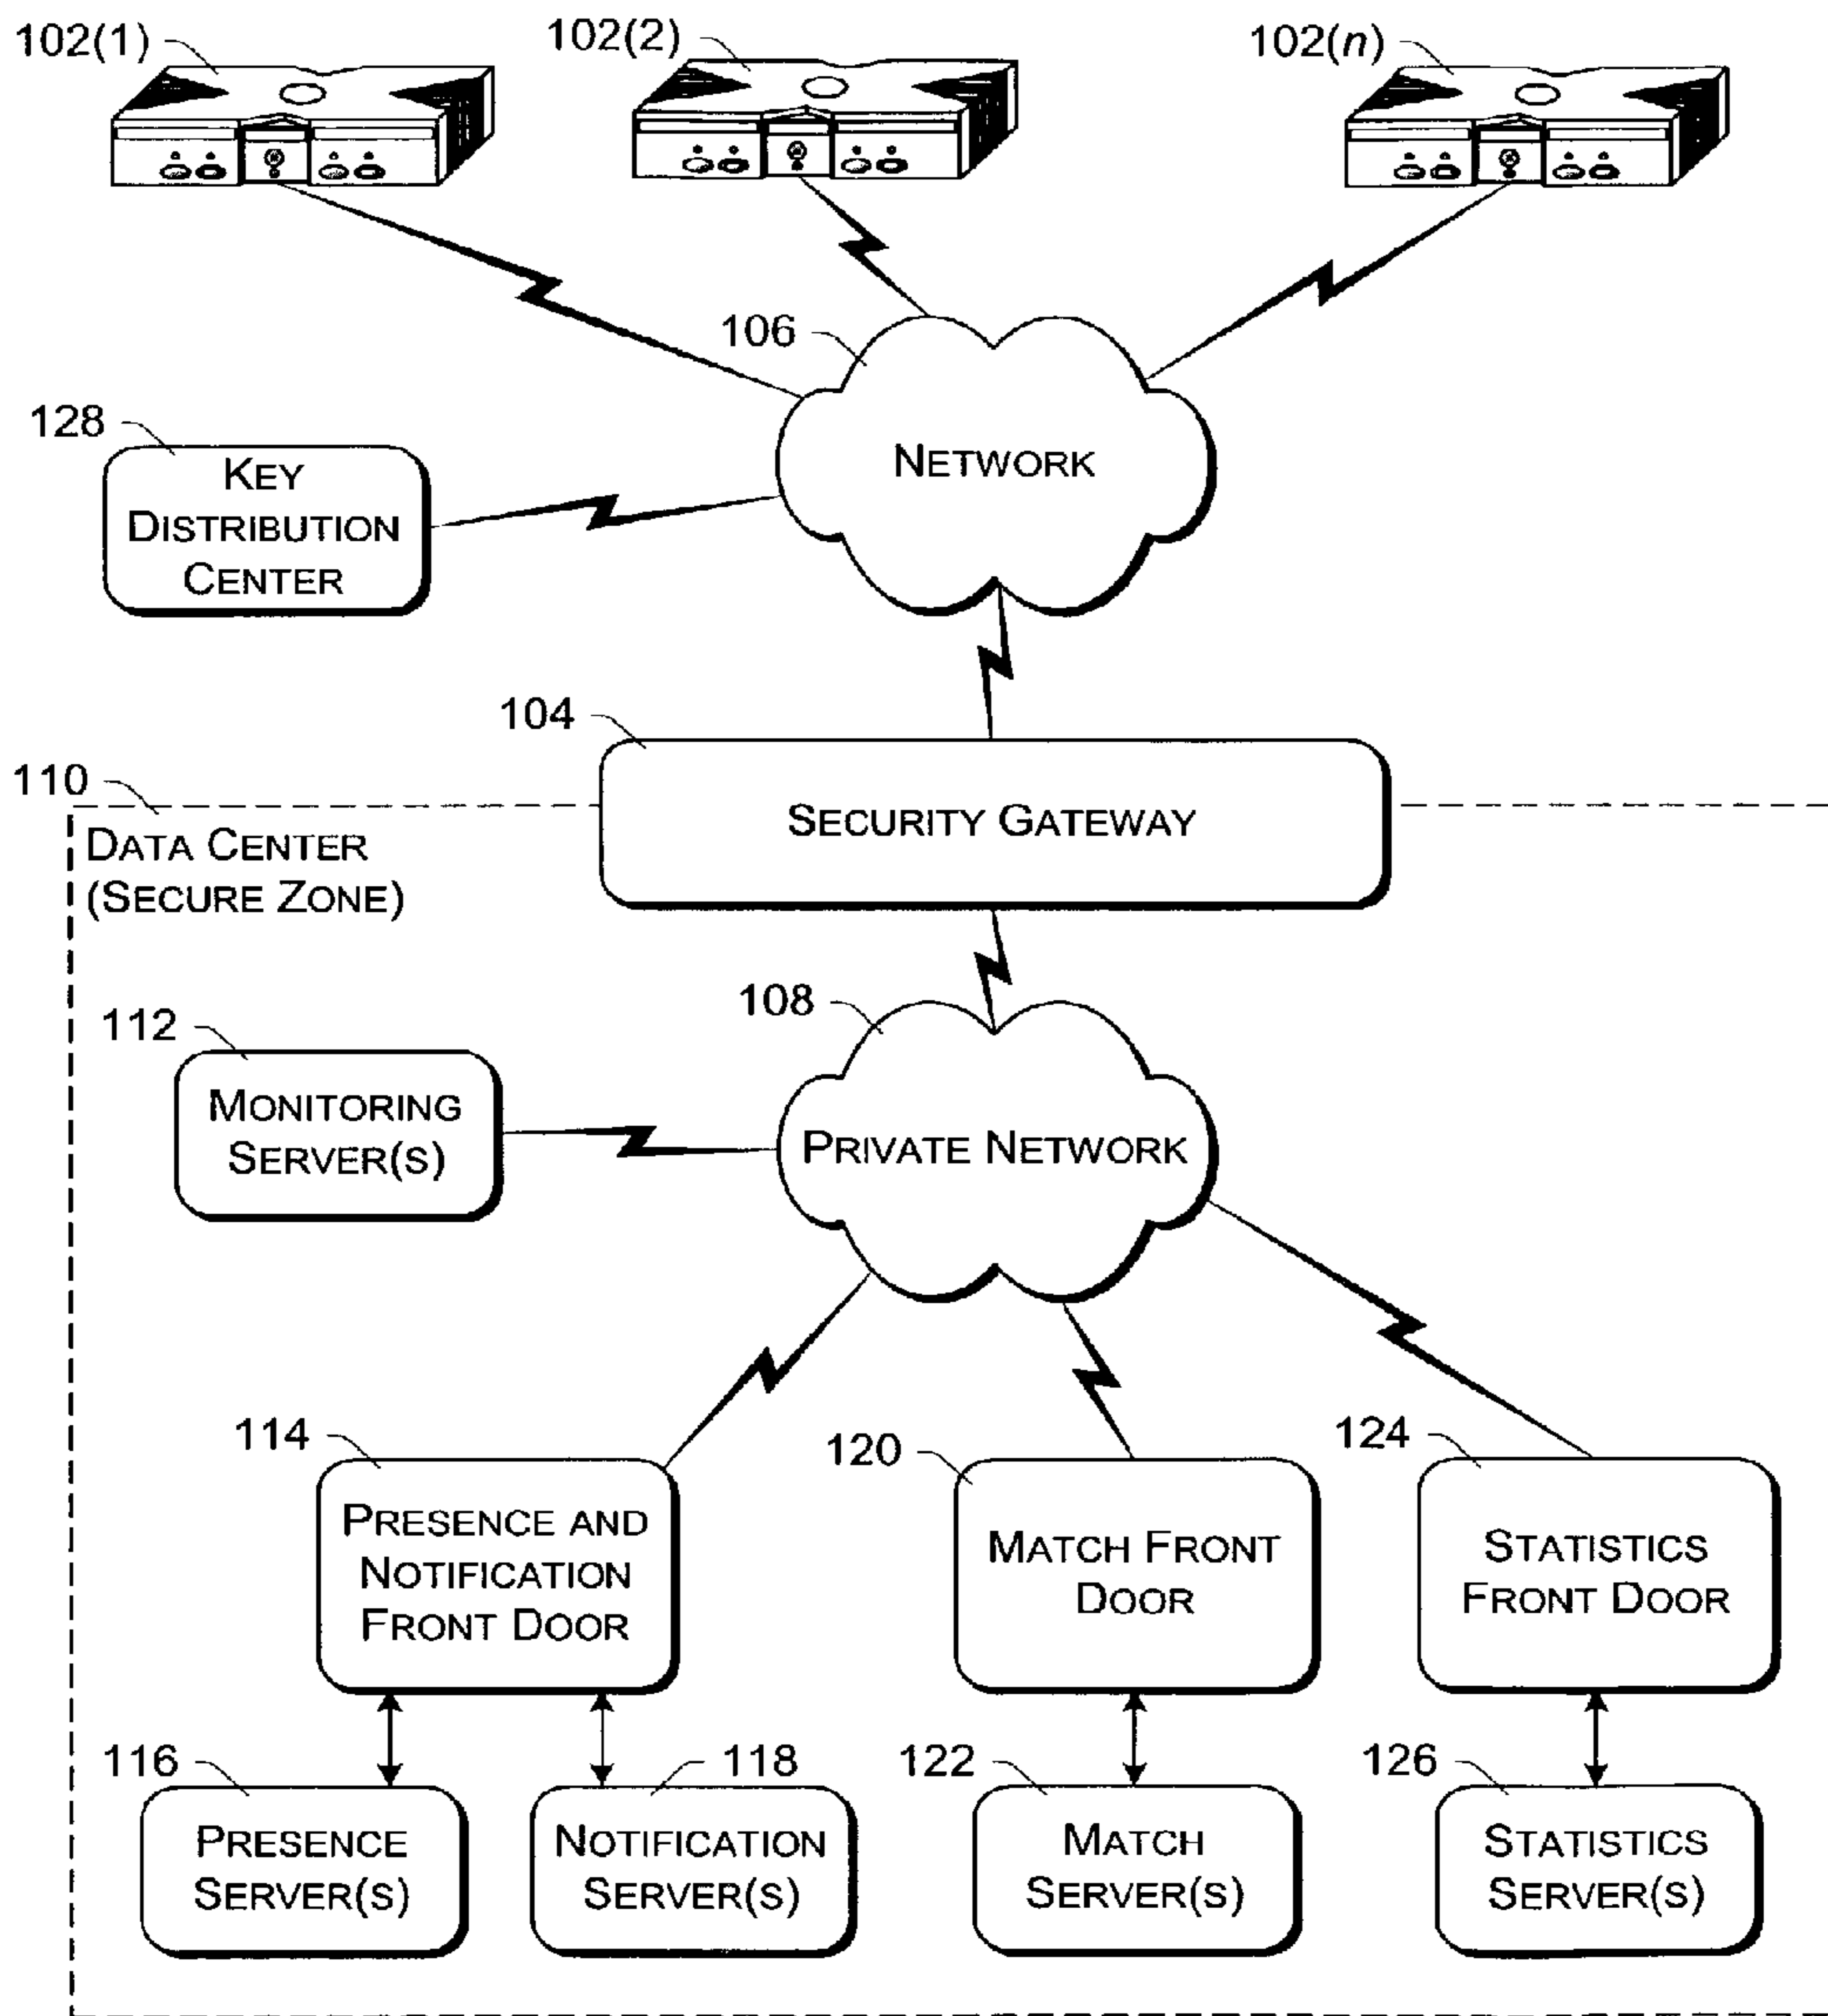 102(1)
102(2)
102(n)
106
NETWORK
128
KEY
DISTRIBUTION
CENTER
104
SECURITY GATEWAY
110
DATA CENTER
(SECURE ZONE)
108
PRIVATE NETWORK
112
MONITORING
SERVER(S)
114
PRESENCE AND
NOTIFICATION
FRONT DOOR
120
MATCH FRONT
DOOR
124
STATISTICS
FRONT DOOR
116
PRESENCE
SERVER(S)
118
NOTIFICATION
SERVER(S)
122
MATCH
SERVER(S)
126
STATISTICS
SERVER(S)